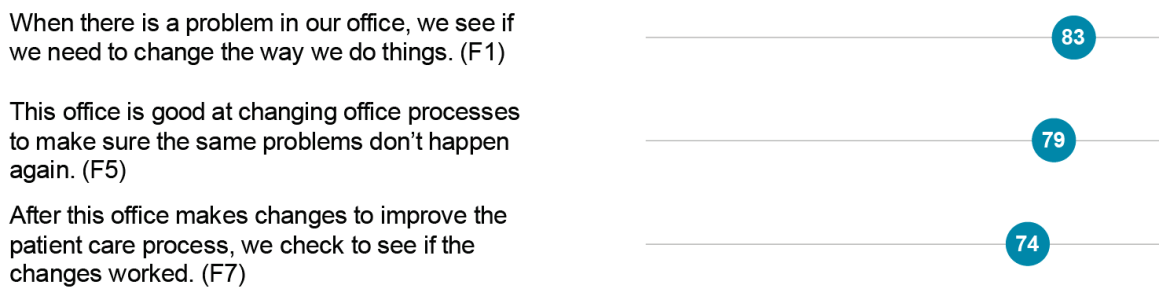 When there is a problem in our office, we see if
we need to change the way we do things. (F1)
83
This office is good at changing office processes
to make sure the same problems don’t happen
again. (F5)
79
After this office makes changes to improve the
patient care process, we check to see if the
changes worked. (F7)
74